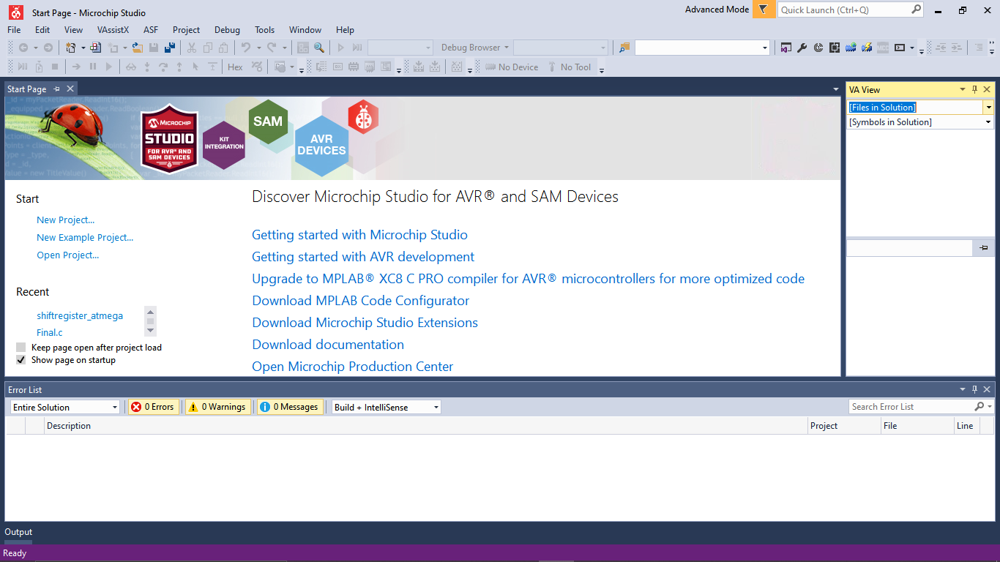 Start Page - Microchip Studio
Advanced Mode
Quick Launch (Ctrl+Q)
File Edit View VAssistX ASF Project Debug Tools Window Help
Debug Browser
Hex
No Device
No Tool
Start Page
MICROCHIP
STUDIO
FOR AVR® AND
SAM DEVICES
KIT
INTEGRATION
SAM
AVR
DEVICES
Start
New Project...
New Example Project...
Open Project...
Recent
shiftregister_atmega
Final.c
Keep page open after project load
Show page on startup
Discover Microchip Studio for AVR® and SAM Devices
Getting started with Microchip Studio
Getting started with AVR development
Upgrade to MPLAB® XC8 C PRO compiler for AVR® microcontrollers for more optimized code
Download MPLAB Code Configurator
Download Microchip Studio Extensions
Download documentation
Open Microchip Production Center
VA View
[Files in Solution]
[Symbols in Solution]
Error List
Entire Solution
0 Errors
0 Warnings
0 Messages
Build + IntelliSense
Search Error List
Description Project File Line
Output
Ready